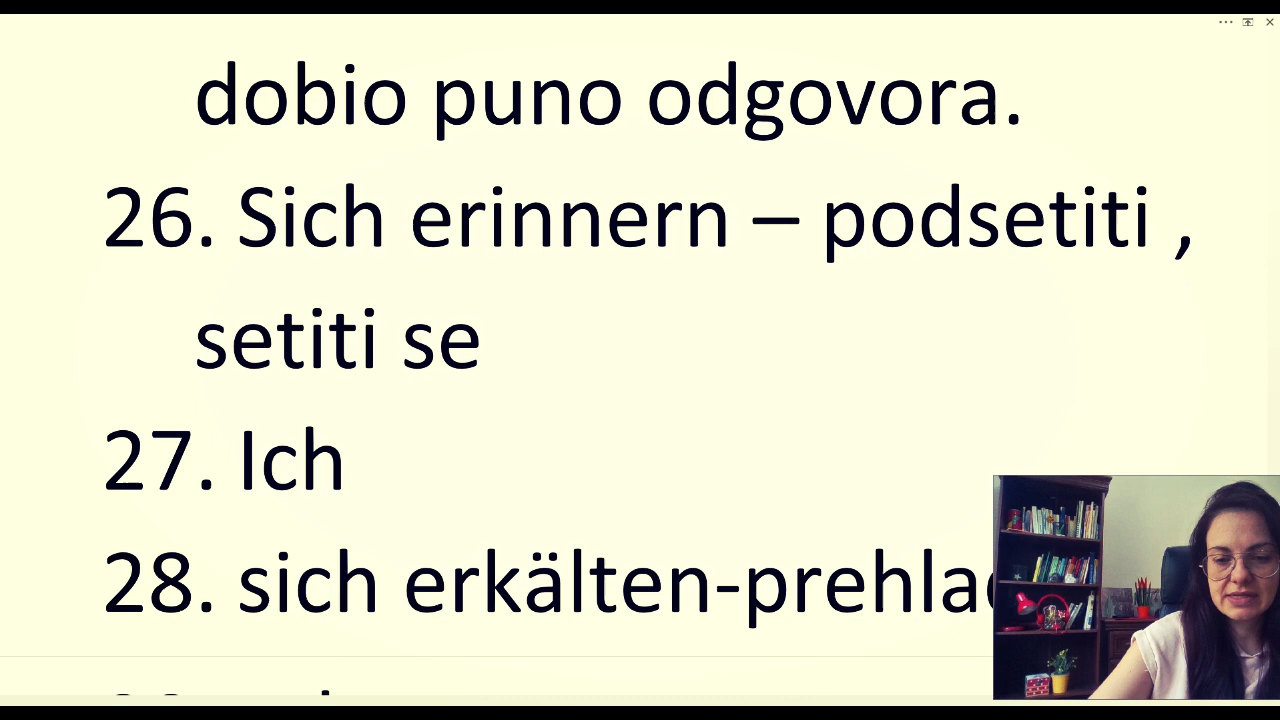 dobio puno odgovora.
26. Sich erinnern – podsetiti ,
setiti se
27. Ich
28. sich erkälten-prehla